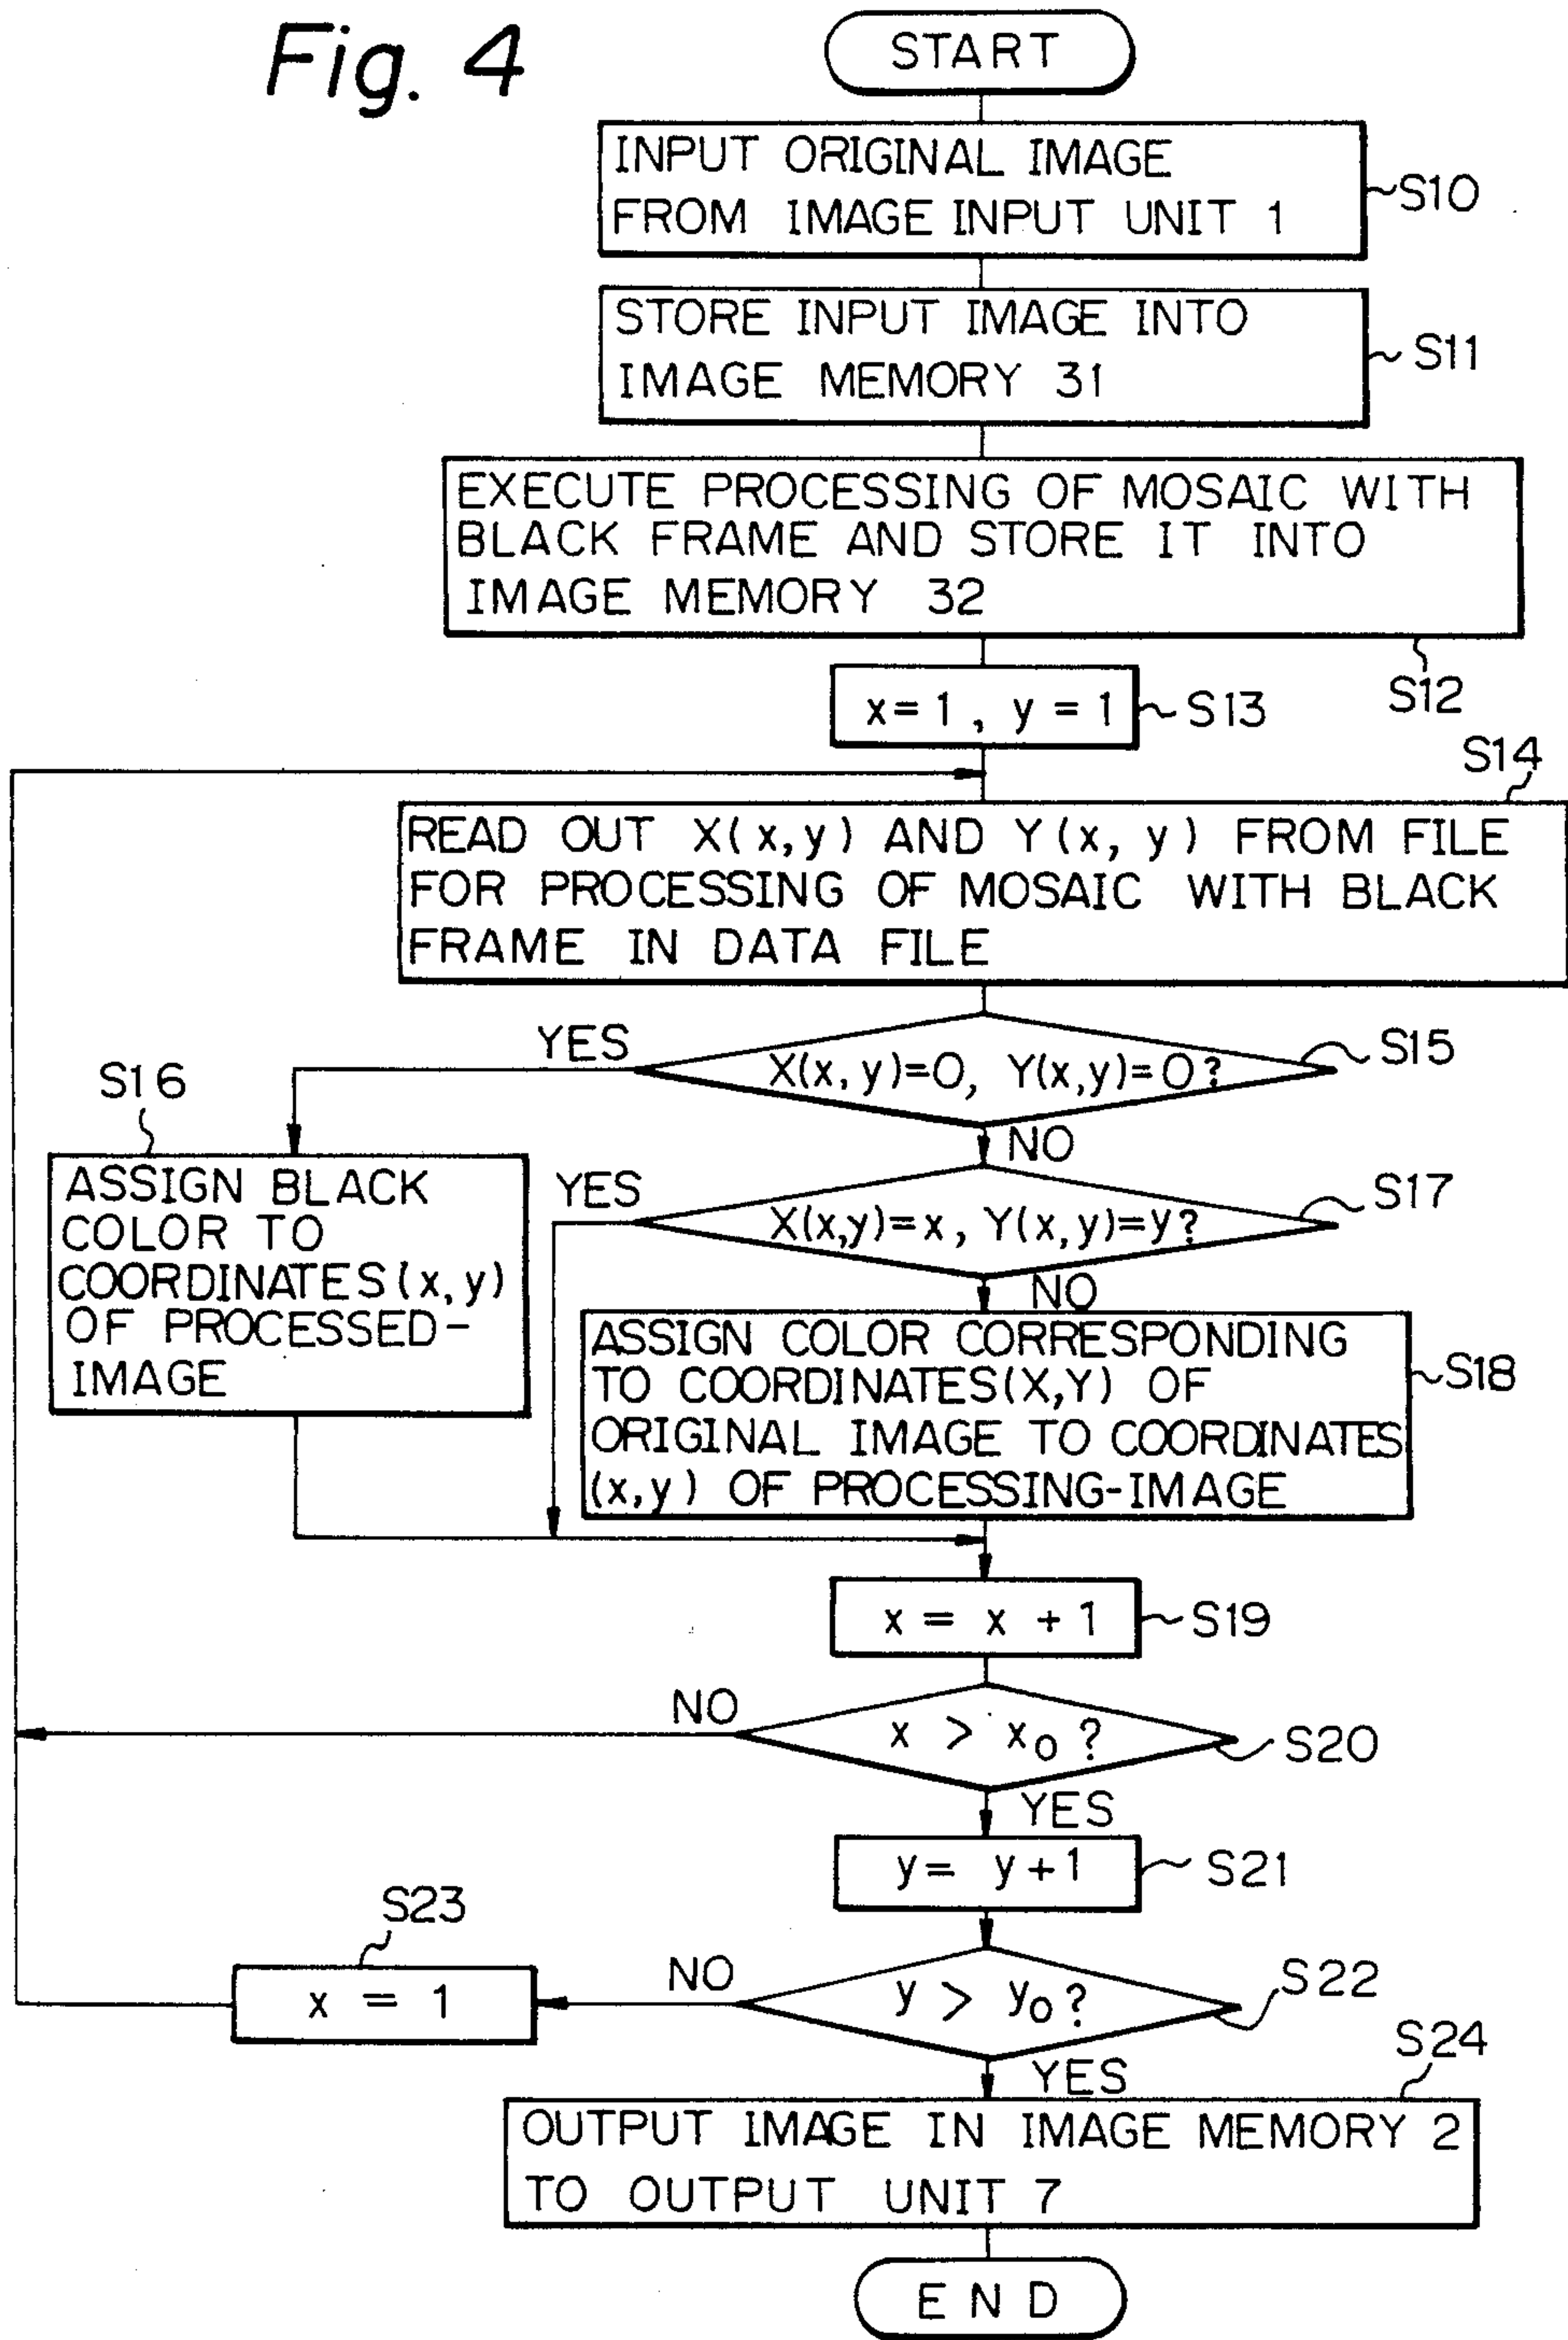 Fig. 4
START
INPUT ORIGINAL IMAGE
FROM IMAGE INPUT UNIT 1
S10
STORE INPUT IMAGE INTO
IMAGE MEMORY 31
S11
EXECUTE PROCESSING OF MOSAIC WITH
BLACK FRAME AND STORE IT INTO
IMAGE MEMORY 32
S12
x=1, y=1
S13
S14
READ OUT X(x,y) AND Y(x,y) FROM FILE
FOR PROCESSING OF MOSAIC WITH BLACK
FRAME IN DATA FILE
YES
X(x,y)=0, Y(x,y)=0?
S15
NO
S16
ASSIGN BLACK
COLOR TO
COORDINATES(x,y)
OF PROCESSED-
IMAGE
YES
X(x,y)=x, Y(x,y)=y?
S17
NO
ASSIGN COLOR CORRESPONDING
TO COORDINATES(X,Y) OF
ORIGINAL IMAGE TO COORDINATES
(x,y) OF PROCESSING-IMAGE
S18
x = x + 1
S19
NO
x > x0 ?
S20
YES
y = y + 1
S21
S23
x = 1
NO
y > y0 ?
S22
YES
S24
OUTPUT IMAGE IN IMAGE MEMORY 2
TO OUTPUT UNIT 7
END